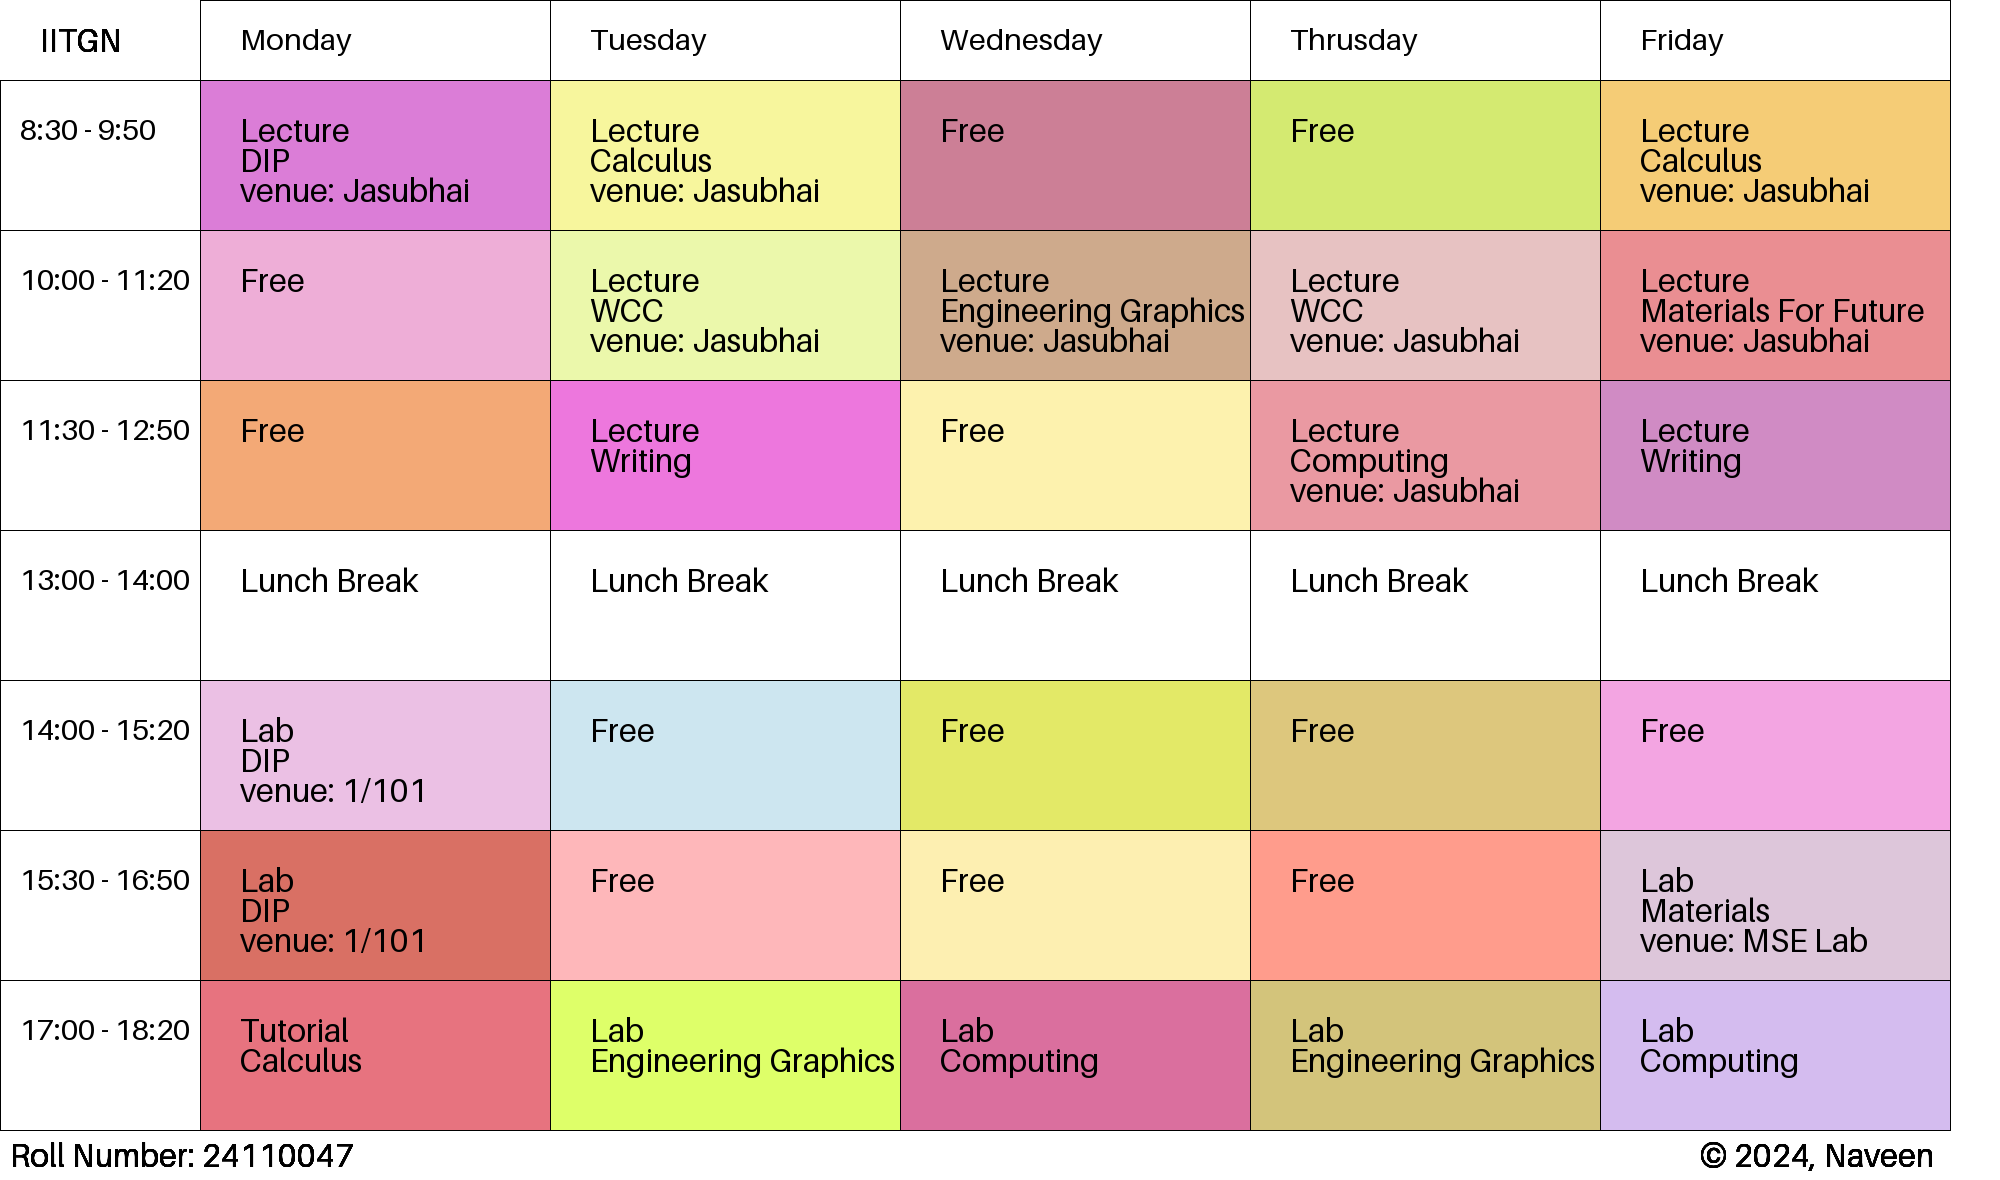 IITGN
Monday
Tuesday
Wednesday
Thrusday
Friday
8:30 - 9:50
Lecture
DIP
venue: Jasubhai
Lecture
Calculus
venue: Jasubhai
Free
Free
Lecture
Calculus
venue: Jasubhai
10:00 - 11:20
Free
Lecture
WCC
venue: Jasubhai
Lecture
Engineering Graphics
venue: Jasubhai
Lecture
WCC
venue: Jasubhai
Lecture
Materials For Future
venue: Jasubhai
11:30 - 12:50
Free
Lecture
Writing
Free
Lecture
Computing
venue: Jasubhai
Lecture
Writing
13:00 - 14:00
Lunch Break
Lunch Break
Lunch Break
Lunch Break
Lunch Break
14:00 - 15:20
Lab
DIP
venue: 1/101
Free
Free
Free
Free
15:30 - 16:50
Lab
DIP
venue: 1/101
Free
Free
Free
Lab
Materials
venue: MSE Lab
17:00 - 18:20
Tutorial
Calculus
Lab
Engineering Graphics
Lab
Computing
Lab
Engineering Graphics
Lab
Computing
Roll Number: 24110047
© 2024, Naveen